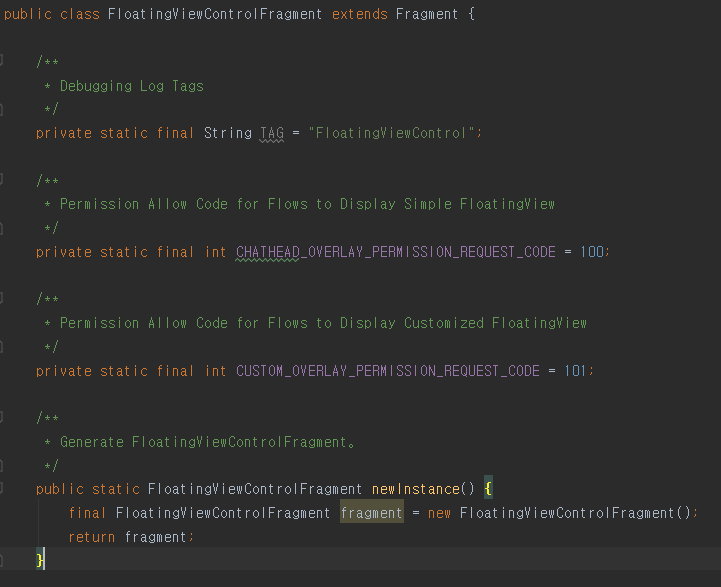 public class FloatingViewControlFragment extends Fragment {
/**
* Debugging Log Tags
*/
private static final String TAG = "FloatingViewControl";
/**
* Permission Allow Code for Flows to Display Simple FloatingView
*/
private static final int CHATHEAD_OVERLAY_PERMISSION_REQUEST_CODE = 100;
/**
* Permission Allow Code for Flows to Display Customized FloatingView
*/
private static final int CUSTOM_OVERLAY_PERMISSION_REQUEST_CODE = 101;
/**
* Generate FloatingViewControlFragment。
*/
public static FloatingViewControlFragment newInstance() {
final FloatingViewControlFragment fragment = new FloatingViewControlFragment();
return fragment;
}